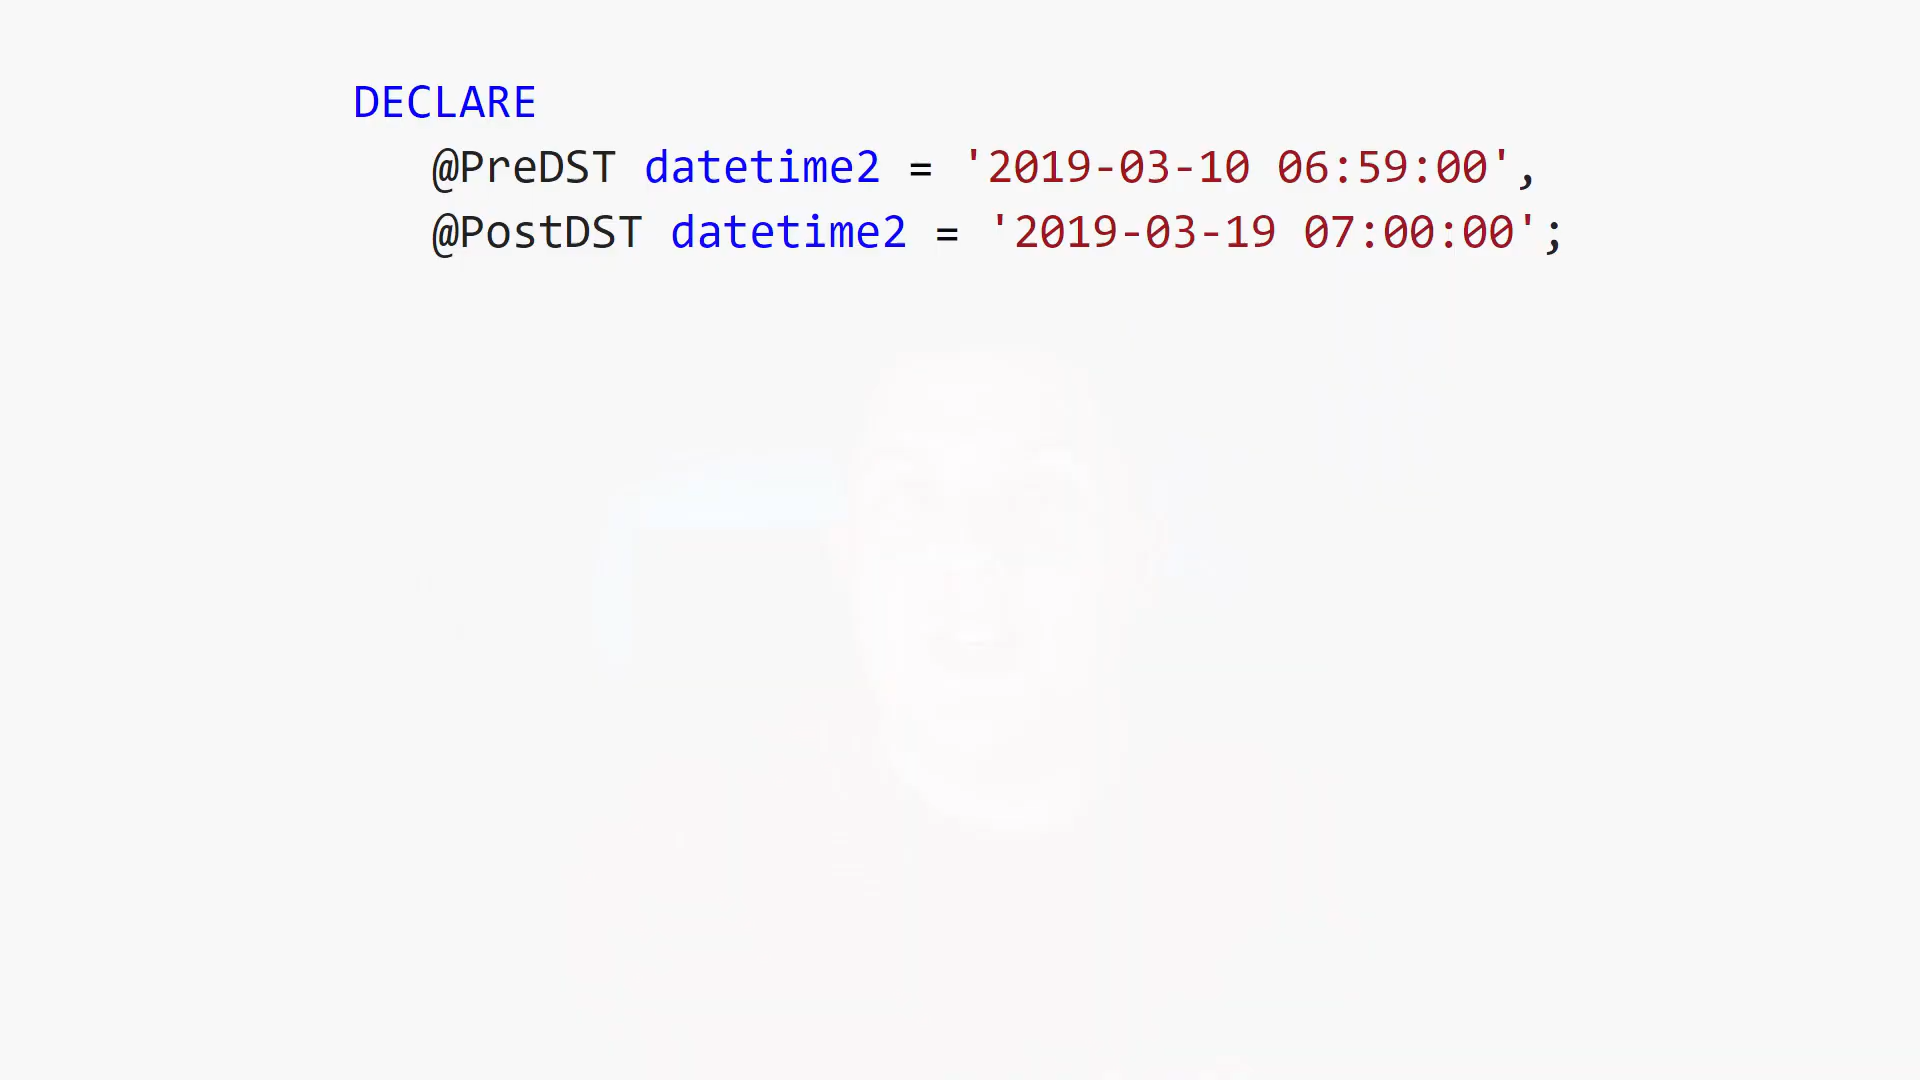 DECLARE
@PreDST datetime2 = '2019-03-10 06:59:00',
@PostDST datetime2 = '2019-03-19 07:00:00';